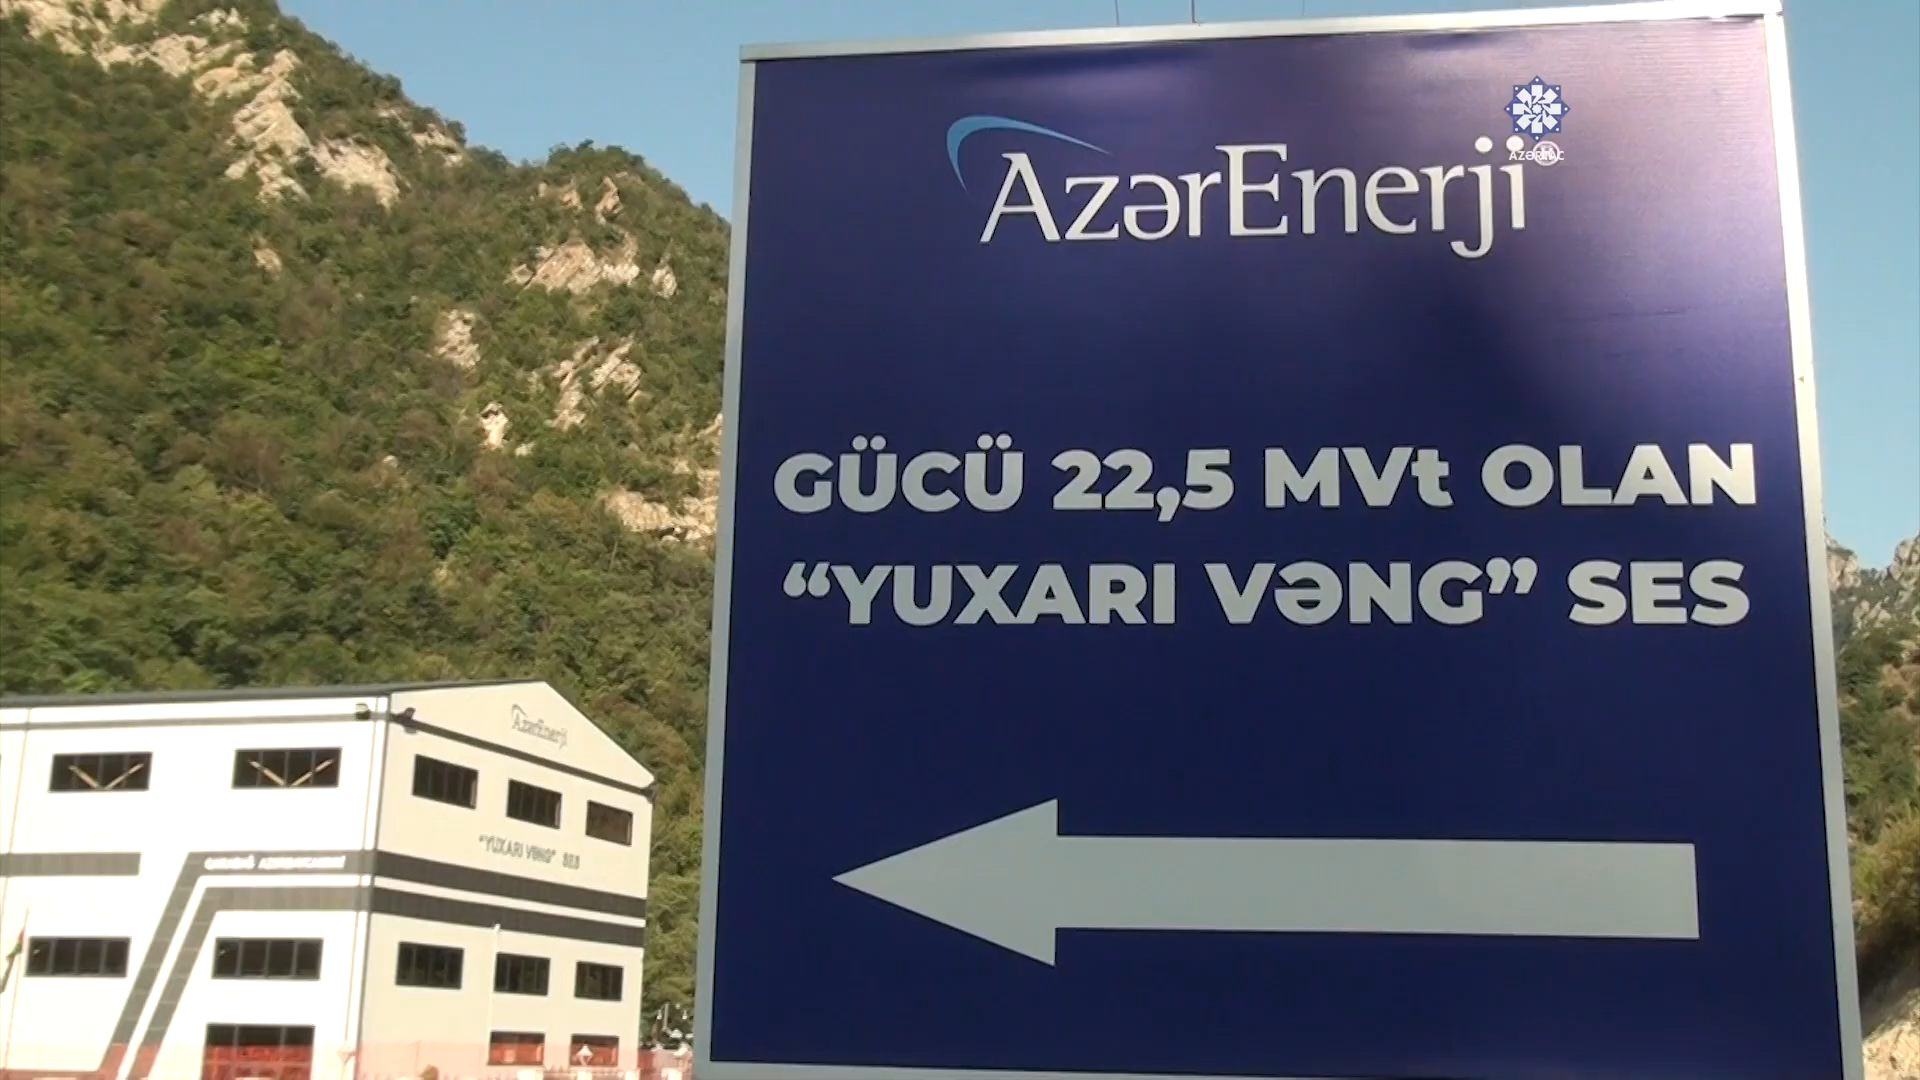 AzərEnerji
AZƏRTAC
GÜCÜ 22,5 MVt OLAN
“YUXARI VƏNG” SES
AzərEnerji
“YUXARI VƏNG” SES